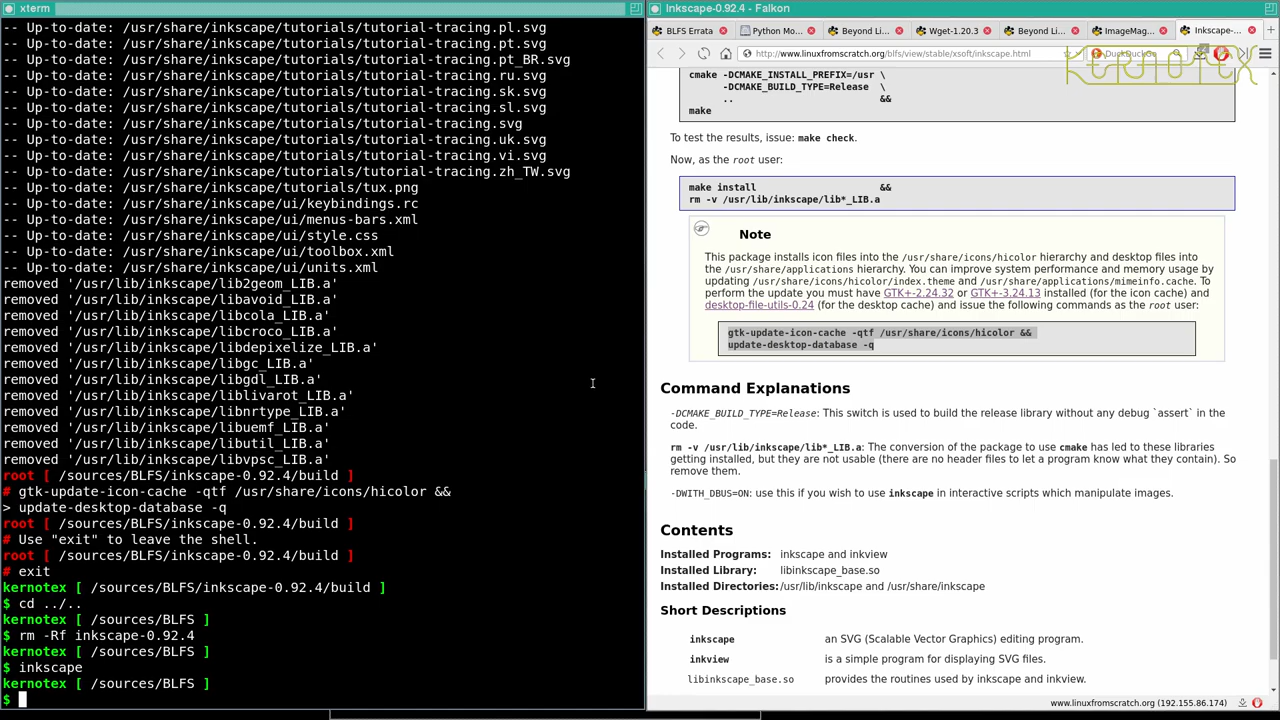 xterm
-- Up-to-date: /usr/share/inkscape/tutorials/tutorial-tracing.pl.svg
-- Up-to-date: /usr/share/inkscape/tutorials/tutorial-tracing.pt.svg
-- Up-to-date: /usr/share/inkscape/tutorials/tutorial-tracing.pt_BR.svg
-- Up-to-date: /usr/share/inkscape/tutorials/tutorial-tracing.ru.svg
-- Up-to-date: /usr/share/inkscape/tutorials/tutorial-tracing.sk.svg
-- Up-to-date: /usr/share/inkscape/tutorials/tutorial-tracing.sl.svg
-- Up-to-date: /usr/share/inkscape/tutorials/tutorial-tracing.svg
-- Up-to-date: /usr/share/inkscape/tutorials/tutorial-tracing.uk.svg
-- Up-to-date: /usr/share/inkscape/tutorials/tutorial-tracing.vi.svg
-- Up-to-date: /usr/share/inkscape/tutorials/tutorial-tracing.zh_TW.svg
-- Up-to-date: /usr/share/inkscape/tutorials/tux.png
-- Up-to-date: /usr/share/inkscape/ui/keybindings.rc
-- Up-to-date: /usr/share/inkscape/ui/menus-bars.xml
-- Up-to-date: /usr/share/inkscape/ui/style.css
-- Up-to-date: /usr/share/inkscape/ui/toolbox.xml
-- Up-to-date: /usr/share/inkscape/ui/units.xml
removed '/usr/lib/inkscape/lib2geom_LIB.a'
removed '/usr/lib/inkscape/libavoid_LIB.a'
removed '/usr/lib/inkscape/libcola_LIB.a'
removed '/usr/lib/inkscape/libcroco_LIB.a'
removed '/usr/lib/inkscape/libdepixelize_LIB.a'
removed '/usr/lib/inkscape/libgc_LIB.a'
removed '/usr/lib/inkscape/libgdl_LIB.a'
removed '/usr/lib/inkscape/liblivarot_LIB.a'
removed '/usr/lib/inkscape/libnrtype_LIB.a'
removed '/usr/lib/inkscape/libuemf_LIB.a'
removed '/usr/lib/inkscape/libutil_LIB.a'
removed '/usr/lib/inkscape/libvpsc_LIB.a'
root [ /sources/BLFS/inkscape-0.92.4/build ]
# gtk-update-icon-cache -qtf /usr/share/icons/hicolor &&
> update-desktop-database -q
root [ /sources/BLFS/inkscape-0.92.4/build ]
# Use "exit" to leave the shell.
root [ /sources/BLFS/inkscape-0.92.4/build ]
# exit
kernotex [ /sources/BLFS/inkscape-0.92.4/build ]
$ cd ../..
kernotex [ /sources/BLFS ]
$ rm -Rf inkscape-0.92.4
kernotex [ /sources/BLFS ]
$ inkscape
kernotex [ /sources/BLFS ]
$
Inkscape-0.92.4 - Falkon
BLFS Errata Python Mo... Beyond Li... Wget-1.20.3 Beyond Li... ImageMag... Inkscape-...
http://www.linuxfromscratch.org/blfs/view/stable/xsoft/inkscape.html DuckDuckGo
KERNOTEX
cmake -DCMAKE_INSTALL_PREFIX=/usr \
-DCMAKE_BUILD_TYPE=Release \
.. &&
make
To test the results, issue: make check.
Now, as the root user:
make install &&
rm -v /usr/lib/inkscape/lib*_LIB.a
Note
This package installs icon files into the /usr/share/icons/hicolor hierarchy and desktop files into
the /usr/share/applications hierarchy. You can improve system performance and memory usage by
updating /usr/share/icons/hicolor/index.theme and /usr/share/applications/mimeinfo.cache. To
perform the update you must have GTK+-2.24.32 or GTK+-3.24.13 installed (for the icon cache) and
desktop-file-utils-0.24 (for the desktop cache) and issue the following commands as the root user:
gtk-update-icon-cache -qtf /usr/share/icons/hicolor &&
update-desktop-database -q
Command Explanations
-DCMAKE_BUILD_TYPE=Release: This switch is used to build the release library without any debug `assert` in the
code.
rm -v /usr/lib/inkscape/lib*_LIB.a: The conversion of the package to use cmake has led to these libraries
getting installed, but they are not usable (there are no header files to let a program know what they contain). So
remove them.
-DWITH_DBUS=ON: use this if you wish to use inkscape in interactive scripts which manipulate images.
Contents
Installed Programs: inkscape and inkview
Installed Library: libinkscape_base.so
Installed Directories: /usr/lib/inkscape and /usr/share/inkscape
Short Descriptions
inkscape an SVG (Scalable Vector Graphics) editing program.
inkview is a simple program for displaying SVG files.
libinkscape_base.so provides the routines used by inkscape and inkview.
www.linuxfromscratch.org (192.155.86.174)